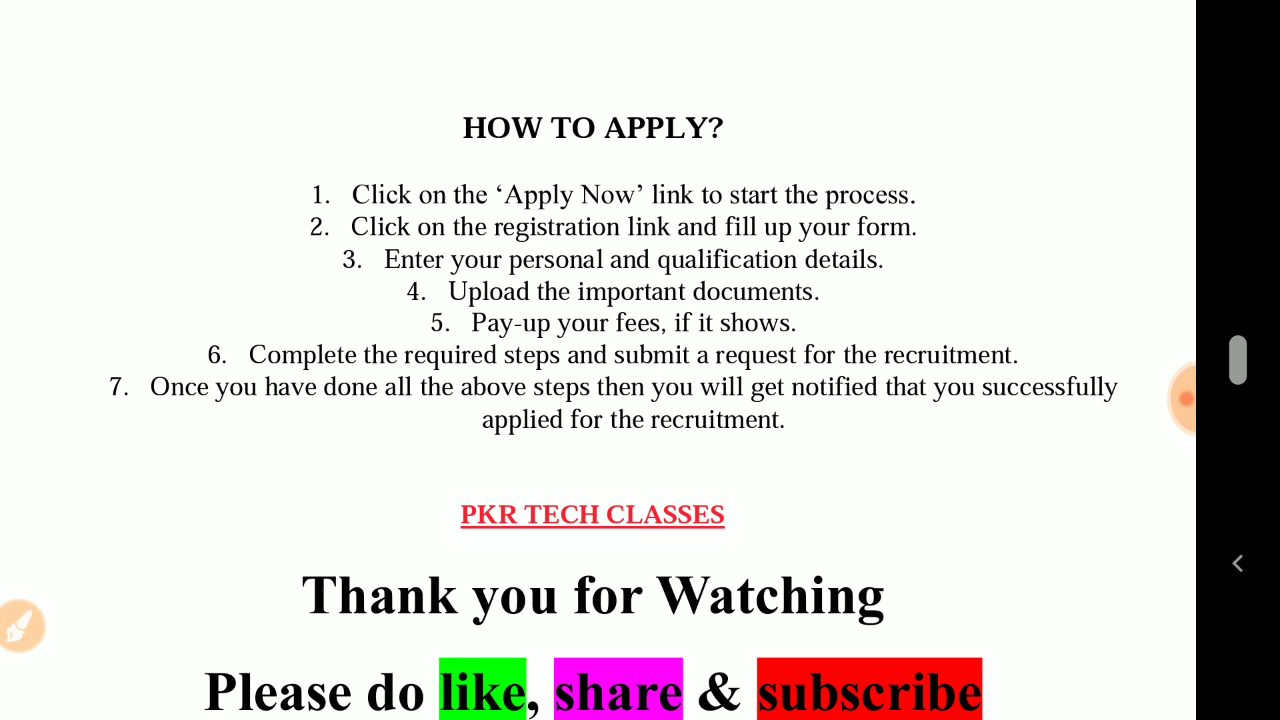 HOW TO APPLY?
1. Click on the ‘Apply Now’ link to start the process.
2. Click on the registration link and fill up your form.
3. Enter your personal and qualification details.
4. Upload the important documents.
5. Pay-up your fees, if it shows.
6. Complete the required steps and submit a request for the recruitment.
7. Once you have done all the above steps then you will get notified that you successfully
applied for the recruitment.
PKR TECH CLASSES
Thank you for Watching
Please do like, share & subscribe